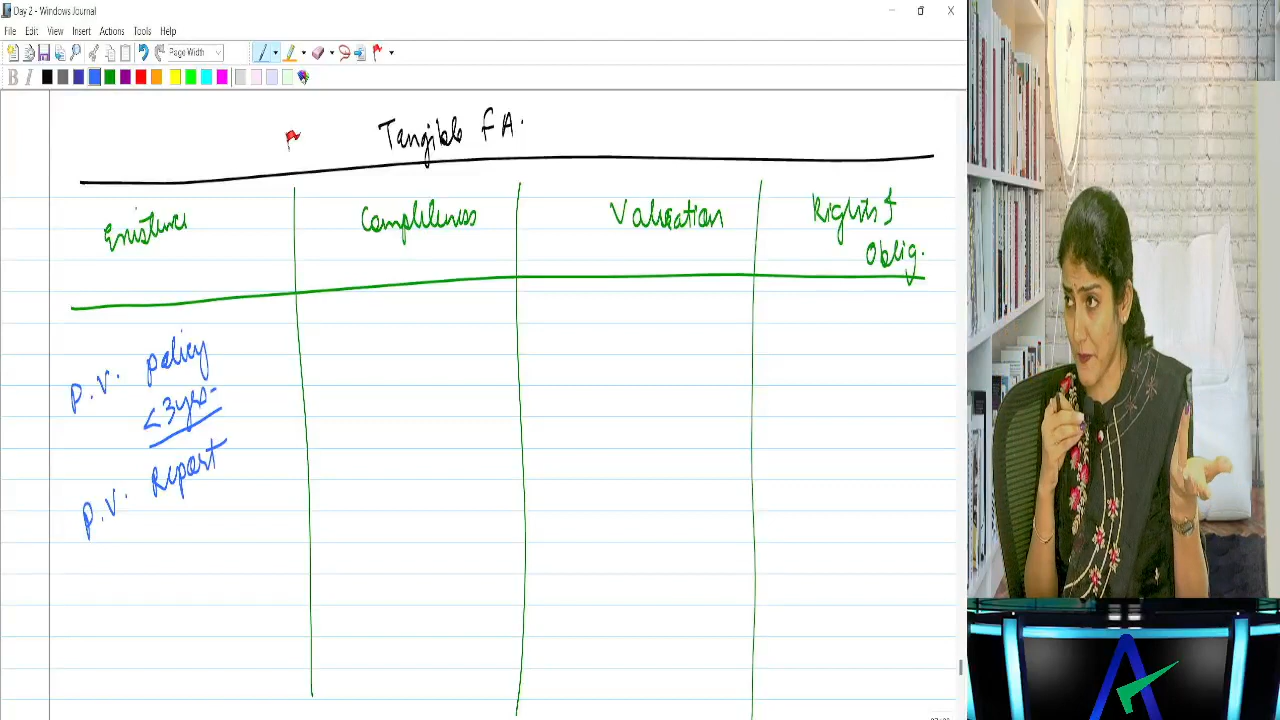 Day 2 - Windows Journal
File Edit View Insert Actions Tools Help
Page Width
B I
Tangible F A.
Existence Completeness Valuation Rights &
Oblig.
P.V. policy
<3yrs-
P.V. Report